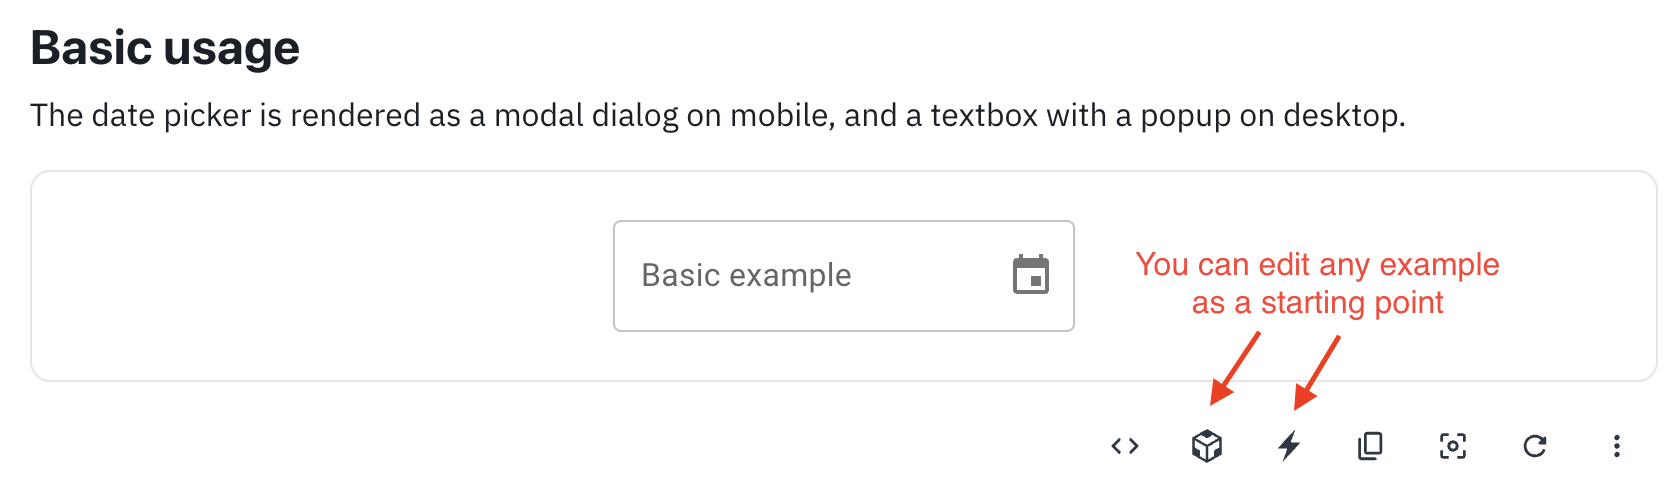 Basic usage
The date picker is rendered as a modal dialog on mobile, and a textbox with a popup on desktop.
Basic example
You can edit any example
as a starting point